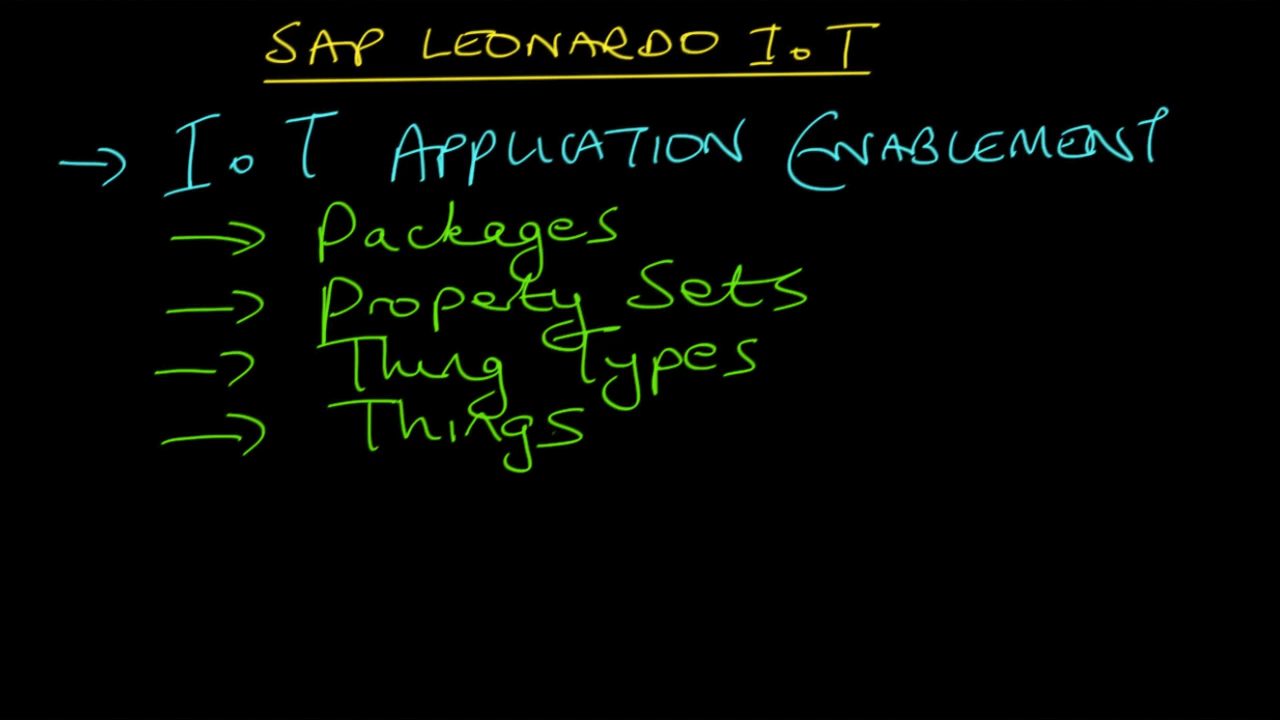 SAP LEONARDO IoT
→ IoT APPLICATION ENABLEMENT
→ Packages
→ Property Sets
→ Thing Types
→ Things